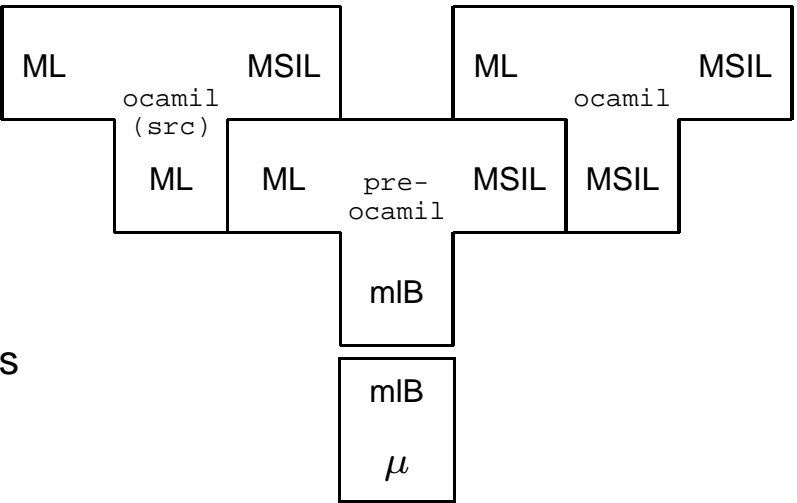 ML MSIL ML MSIL
ocamil ocamil
(src)
ML ML pre- MSIL MSIL
ocamil
mlB
s
mlB
μ